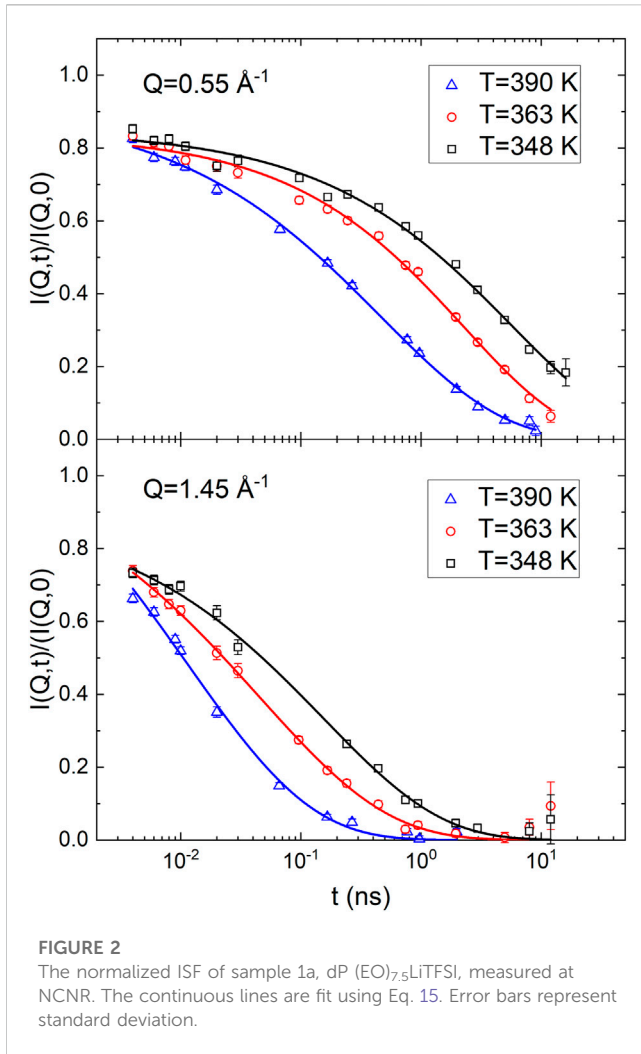 Q=0.55 Å⁻¹
T=390 K
T=363 K
T=348 K
I(Q,t)/I(Q,0)
1.0
0.8
0.6
0.4
0.2
0.0
Q=1.45 Å⁻¹
T=390 K
T=363 K
T=348 K
I(Q,t)/(I(Q,0)
1.0
0.8
0.6
0.4
0.2
0.0
10⁻²
10⁻¹
10⁰
10¹
t (ns)
FIGURE 2
The normalized ISF of sample 1a, dP (EO)₇.₅LiTFSI, measured at
NCNR. The continuous lines are fit using Eq. 15. Error bars represent
standard deviation.